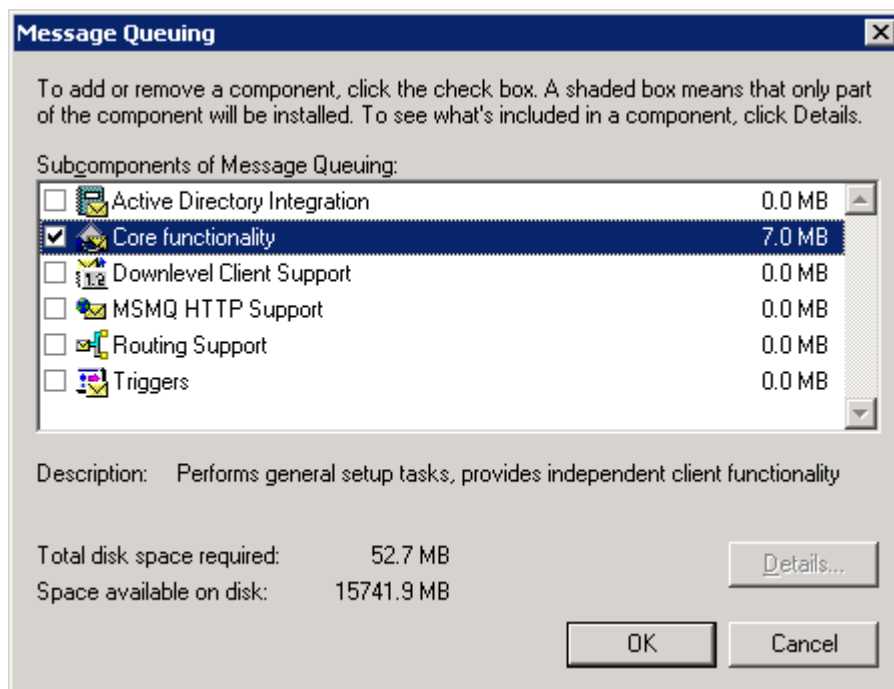 Message Queuing
To add or remove a component, click the check box. A shaded box means that only part
of the component will be installed. To see what's included in a component, click Details.
Subcomponents of Message Queuing:
Active Directory Integration 0.0 MB
Core functionality 7.0 MB
Downlevel Client Support 0.0 MB
MSMQ HTTP Support 0.0 MB
Routing Support 0.0 MB
Triggers 0.0 MB
Description: Performs general setup tasks, provides independent client functionality
Total disk space required: 52.7 MB
Space available on disk: 15741.9 MB
Details...
OK Cancel